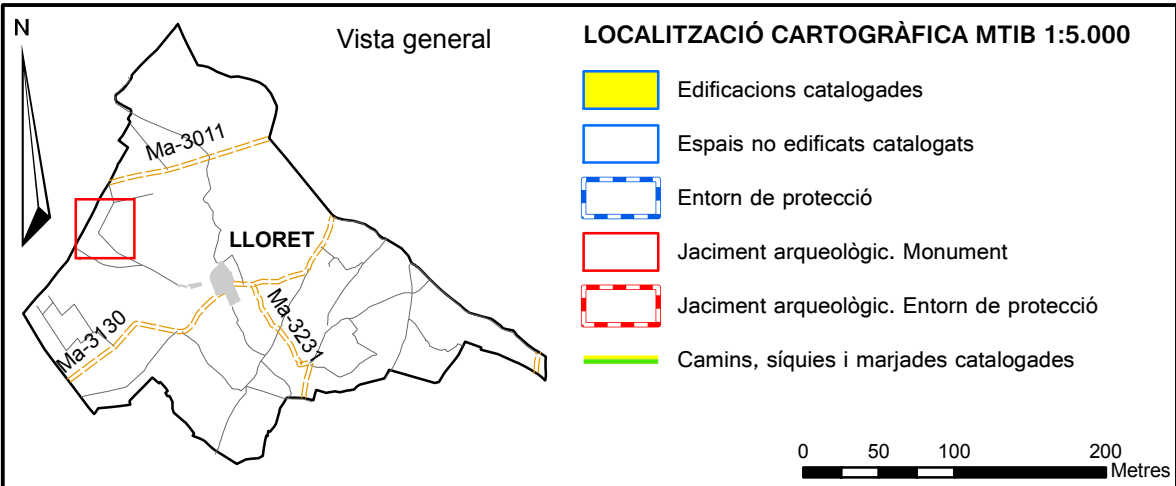 N
Vista general
Ma-3011
LLORET
Ma-3130
Ma-3231
LOCALITZACIÓ CARTOGRÀFICA MTIB 1:5.000
Edificacions catalogades
Espais no edificats catalogats
Entorn de protecció
Jaciment arqueològic. Monument
Jaciment arqueològic. Entorn de protecció
Camins, síquies i marjades catalogades
0 50 100 200
Metres